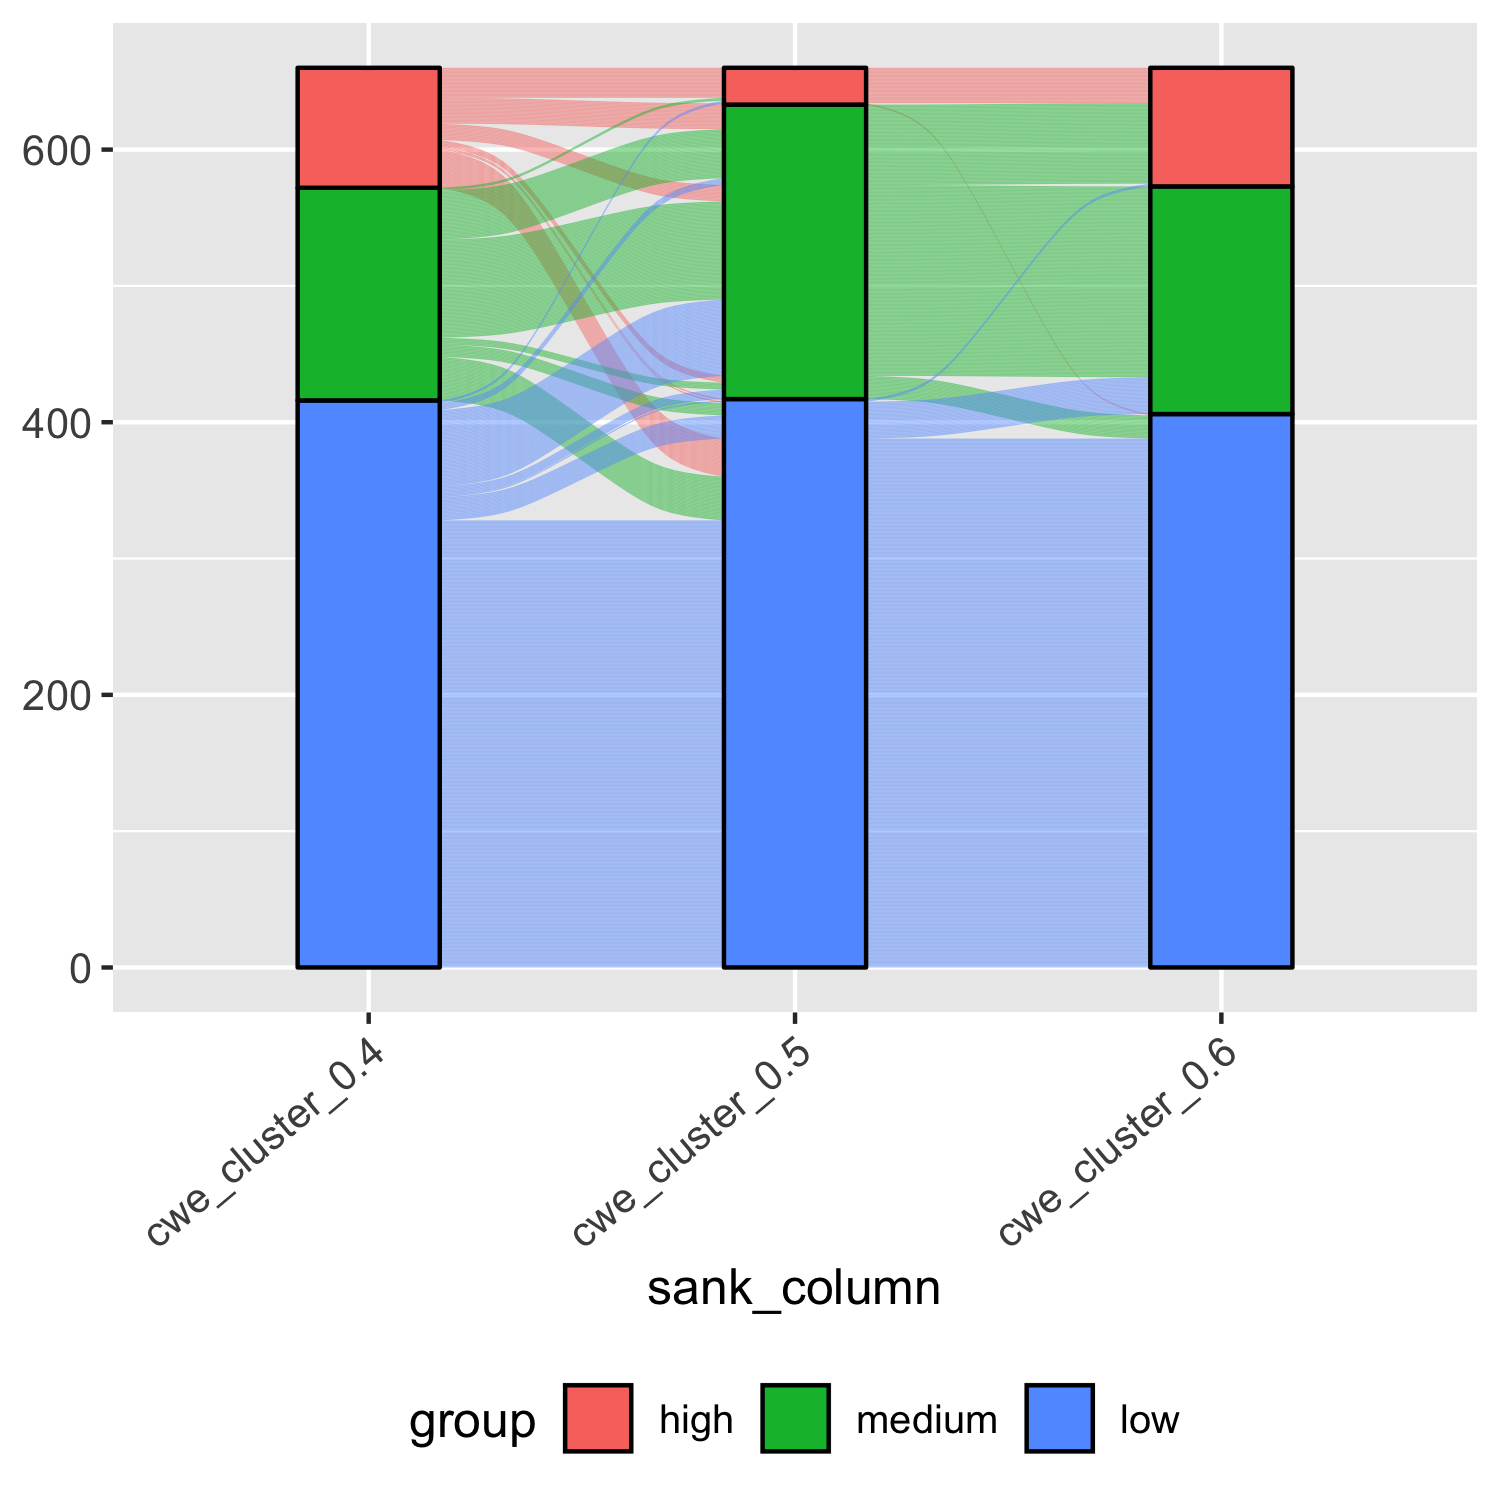 600
400
200
0
cwe_cluster_0.4
cwe_cluster_0.5
cwe_cluster_0.6
sank_column
group high medium low